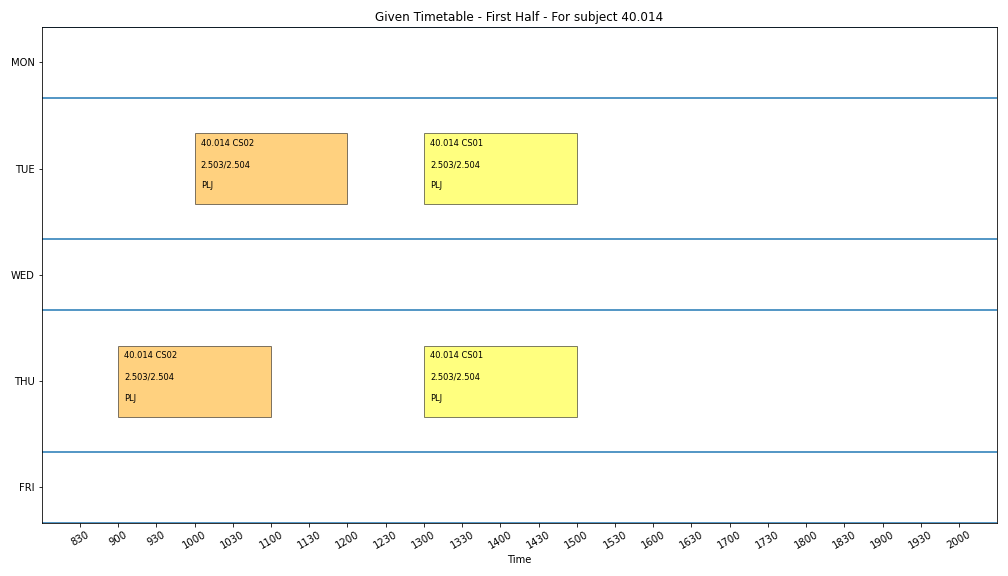 Given Timetable - First Half - For subject 40.014
MON
TUE
40.014 CS02
2.503/2.504
PLJ
40.014 CS01
2.503/2.504
PLJ
WED
THU
40.014 CS02
2.503/2.504
PLJ
40.014 CS01
2.503/2.504
PLJ
FRI
830 900 930 1000 1030 1100 1130 1200 1230 1300 1330 1400 1430 1500 1530 1600 1630 1700 1730 1800 1830 1900 1930 2000
Time